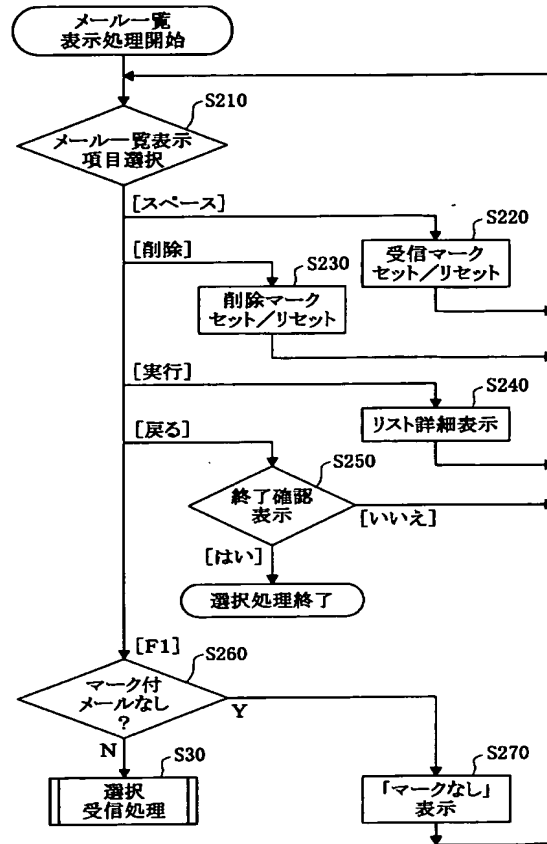 メール一覧
表示処理開始
S210
メール一覧表示
項目選択
[スペース]
S220
受信マーク
セット／リセット
[削除]
S230
削除マーク
セット／リセット
[実行]
S240
リスト詳細表示
[戻る]
S250
終了確認
表示
[いいえ]
[はい]
選択処理終了
[F1]
S260
マーク付
メールなし
?
Y
N
S30
選択
受信処理
S270
「マークなし」
表示